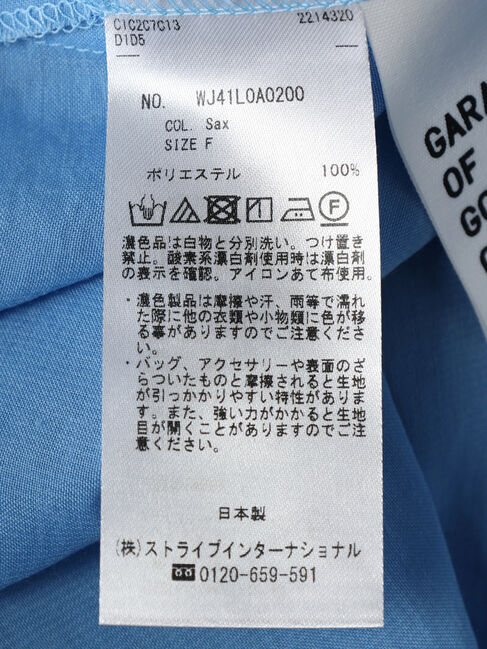 C1C2C7C13 2214320
D1D5
NO. WJ41L0A0200
COL. Sax
SIZE F
ポリエステル 100%
濃色品は白物と分別洗い。つけ置き
禁止。酸素系漂白剤使用時は漂白剤
の表示を確認。アイロンあて布使用。
・濃色製品は摩擦や汗、雨等で濡れ
た際に他の衣類や小物類に色が移
る事がありますのでご注意くださ
い。
・バッグ、アクセサリーや表面のざ
らついたものと摩擦されると生地
が引っかかりやすい特性がありま
す。また、強い力がかかると生地
目が開くことがありますのでご注
意ください。
日本製
(株)ストライプインターナショナル
0120-659-591
GARA
OF
GO